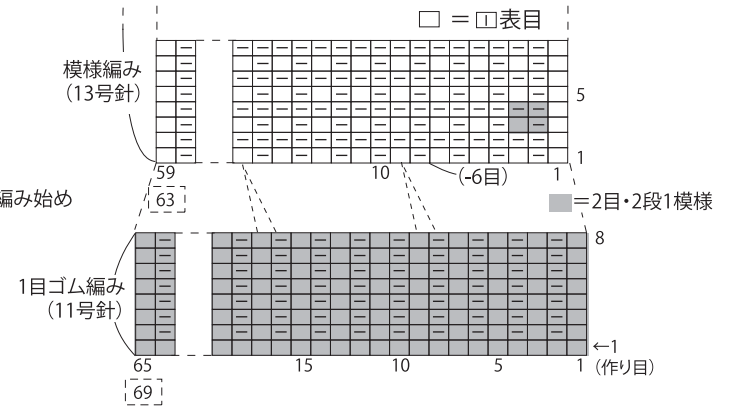 □ = 〡表目
模様編み
(13号針)
5
1
59
10
(-6目)
1
63
編み始め
=2目・2段1模様
8
1目ゴム編み
(11号針)
←1
(作り目)
65
15
10
5
1
69